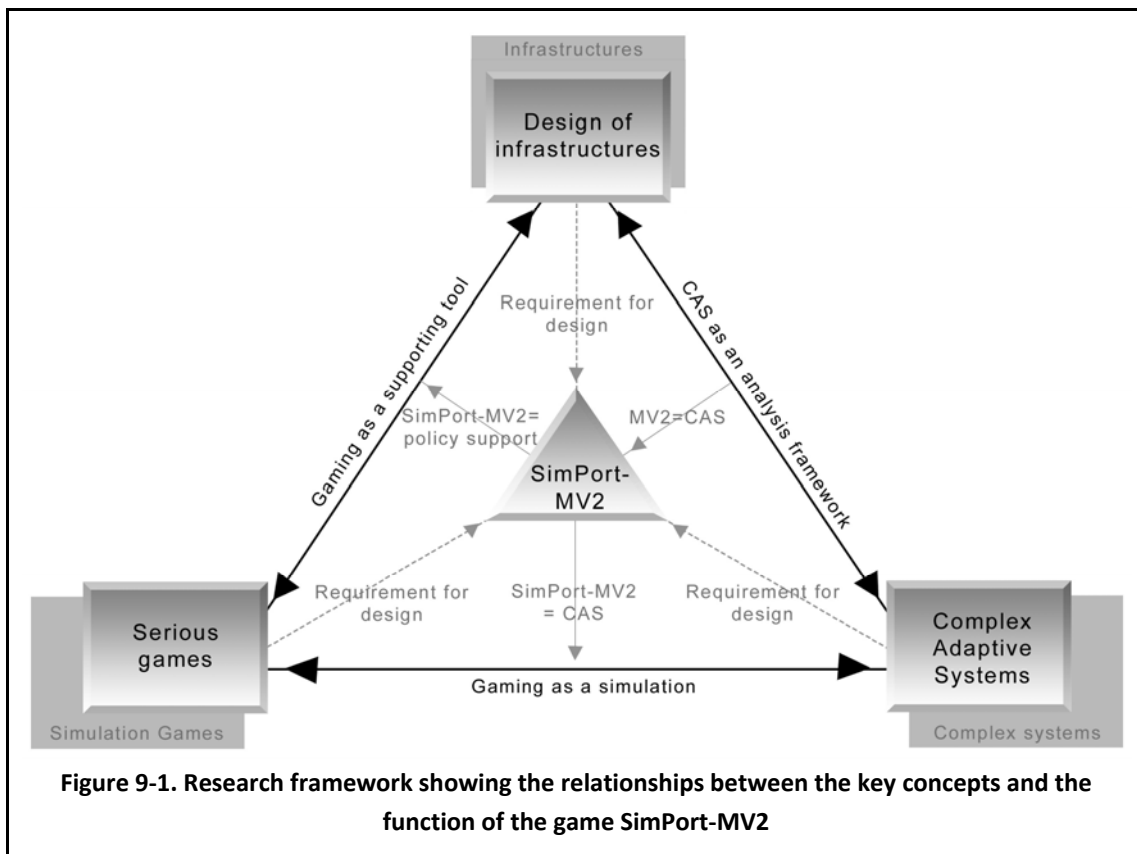 Infrastructures
Design of
infrastructures
Gaming as a supporting tool
CAS as an analysis framework
Requirement for
design
SimPort-MV2=
policy support
MV2=CAS
SimPort-
MV2
Requirement for
design
SimPort-MV2
= CAS
Requirement for
design
Serious
games
Simulation Games
Gaming as a simulation
Complex
Adaptive
Systems
Complex systems
Figure 9-1. Research framework showing the relationships between the key concepts and the
function of the game SimPort-MV2